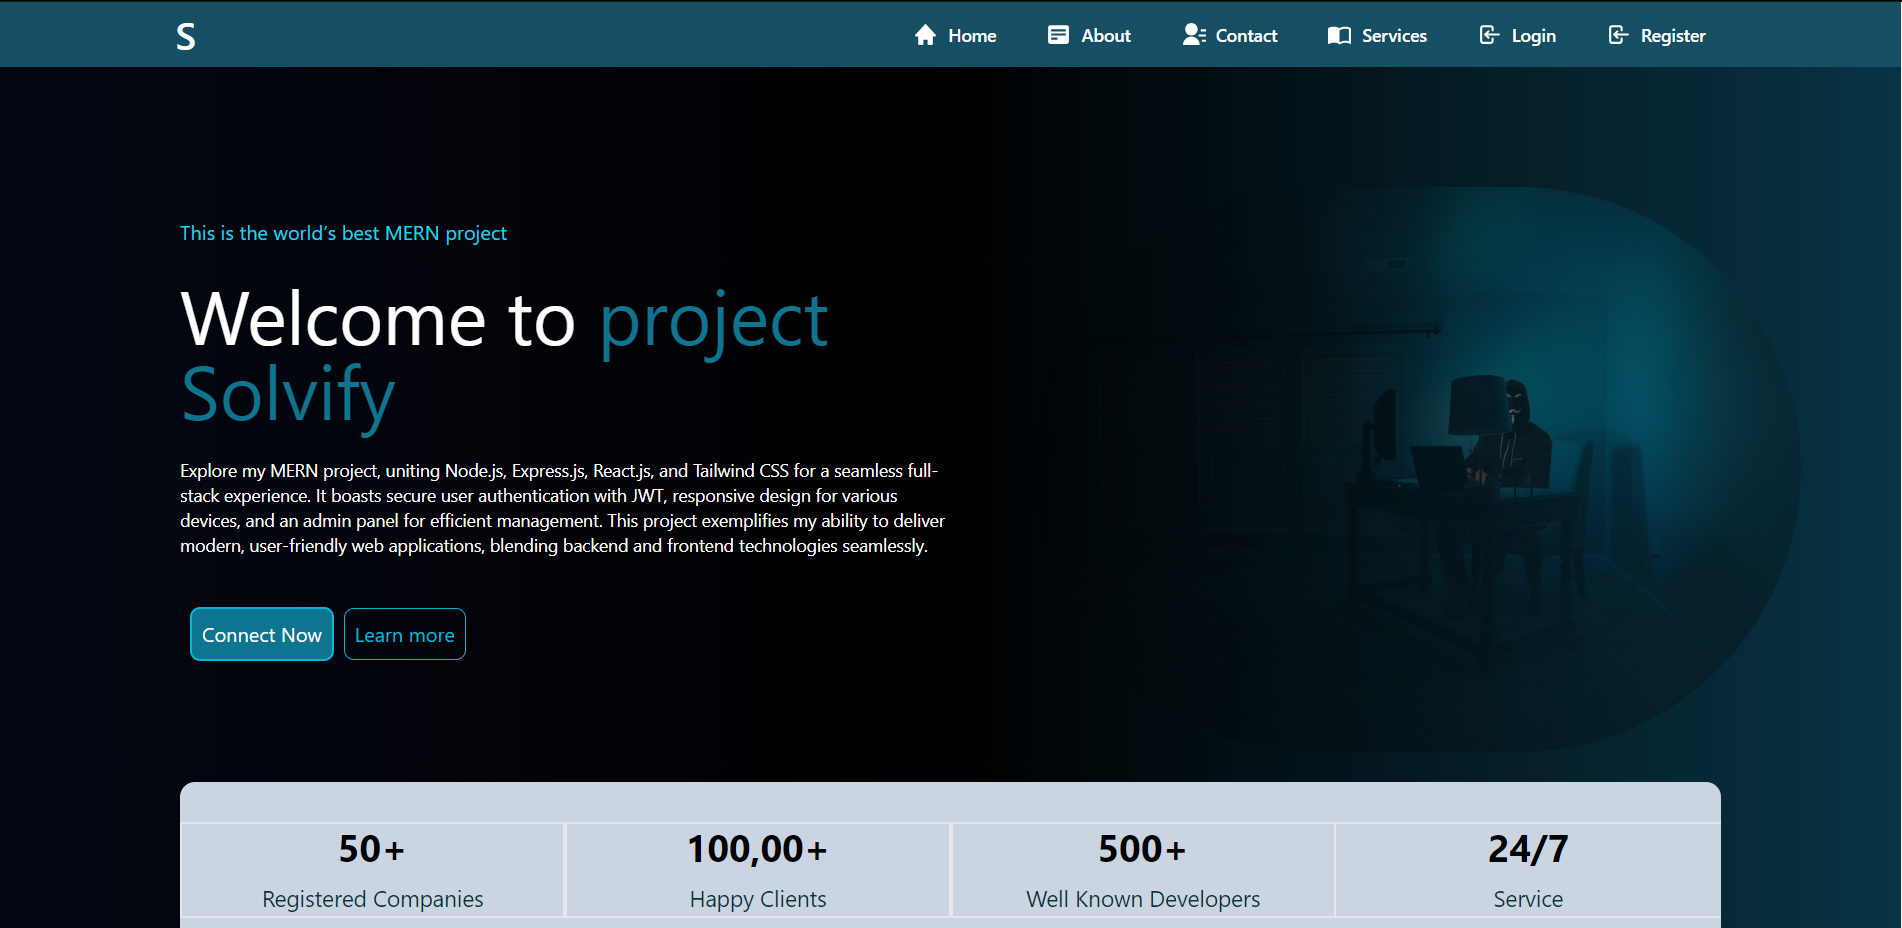 S
Home
About
Contact
Services
Login
Register
This is the world's best MERN project
Welcome to project
Solvify
Explore my MERN project, uniting Node.js, Express.js, React.js, and Tailwind CSS for a seamless full-
stack experience. It boasts secure user authentication with JWT, responsive design for various
devices, and an admin panel for efficient management. This project exemplifies my ability to deliver
modern, user-friendly web applications, blending backend and frontend technologies seamlessly.
Connect Now
Learn more
50+
Registered Companies
100,00+
Happy Clients
500+
Well Known Developers
24/7
Service